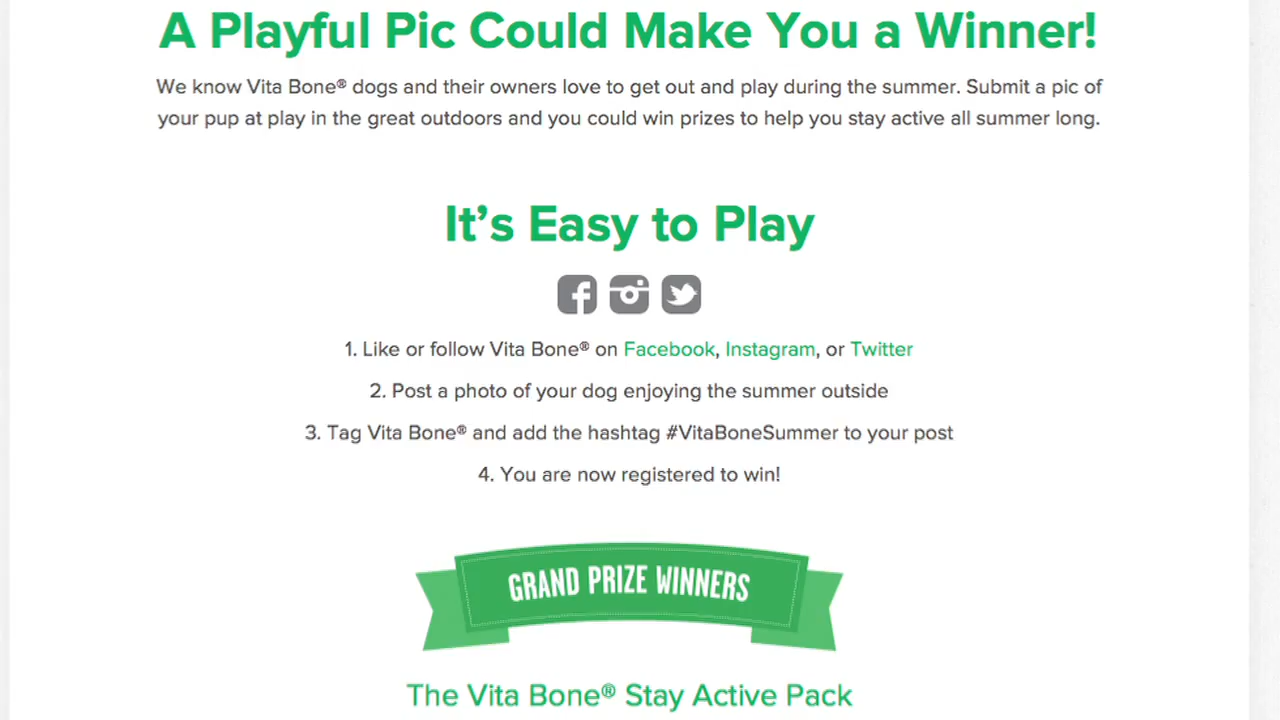 A Playful Pic Could Make You a Winner!
We know Vita Bone® dogs and their owners love to get out and play during the summer. Submit a pic of
your pup at play in the great outdoors and you could win prizes to help you stay active all summer long.
It’s Easy to Play
1. Like or follow Vita Bone® on Facebook, Instagram, or Twitter
2. Post a photo of your dog enjoying the summer outside
3. Tag Vita Bone® and add the hashtag #VitaBoneSummer to your post
4. You are now registered to win!
GRAND PRIZE WINNERS
The Vita Bone® Stay Active Pack